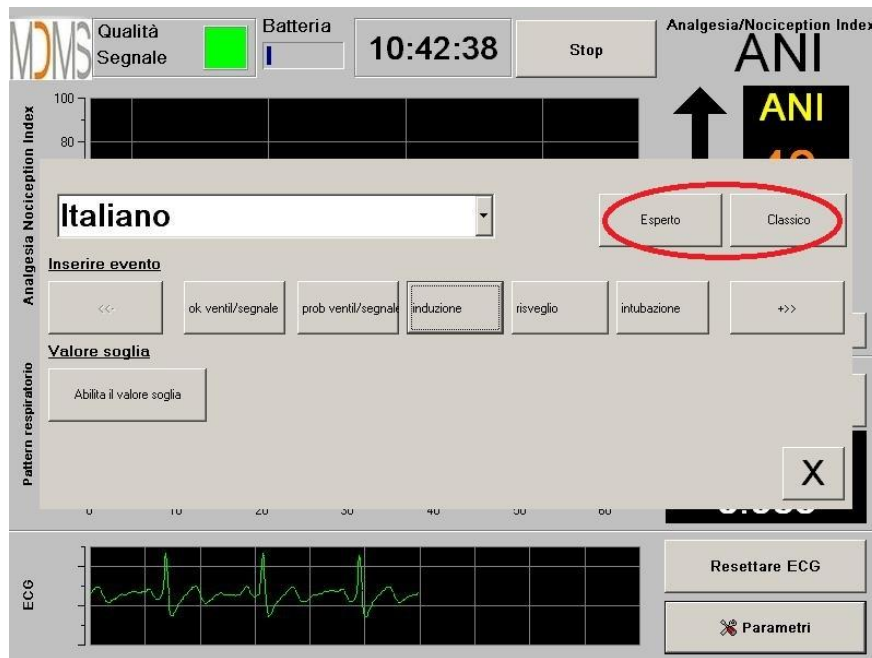 MDMS
Qualità
Segnale
Batteria
10:42:38
Stop
Analgesia/Nociception Index
ANI
ANI
Analgesia Nociception Index
100
80
Italiano
Esperto
Classico
Inserire evento
<<-
ok ventil/segnale
prob ventil/segnale
induzione
risveglio
intubazione
+>>
Valore soglia
Abilita il valore soglia
X
Pattern respiratorio
0
10
20
30
40
50
60
ECG
Resettare ECG
Parametri